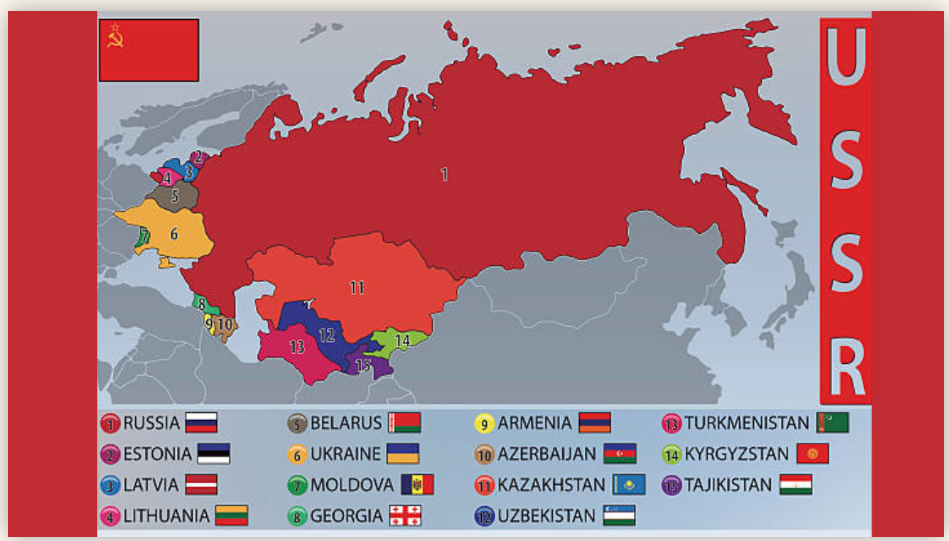 USSR
1
2
3
4
5
6
7
8
9
10
11
12
13
14
15
1 RUSSIA
2 ESTONIA
3 LATVIA
4 LITHUANIA
5 BELARUS
6 UKRAINE
7 MOLDOVA
8 GEORGIA
9 ARMENIA
10 AZERBAIJAN
11 KAZAKHSTAN
12 UZBEKISTAN
13 TURKMENISTAN
14 KYRGYZSTAN
15 TAJIKISTAN